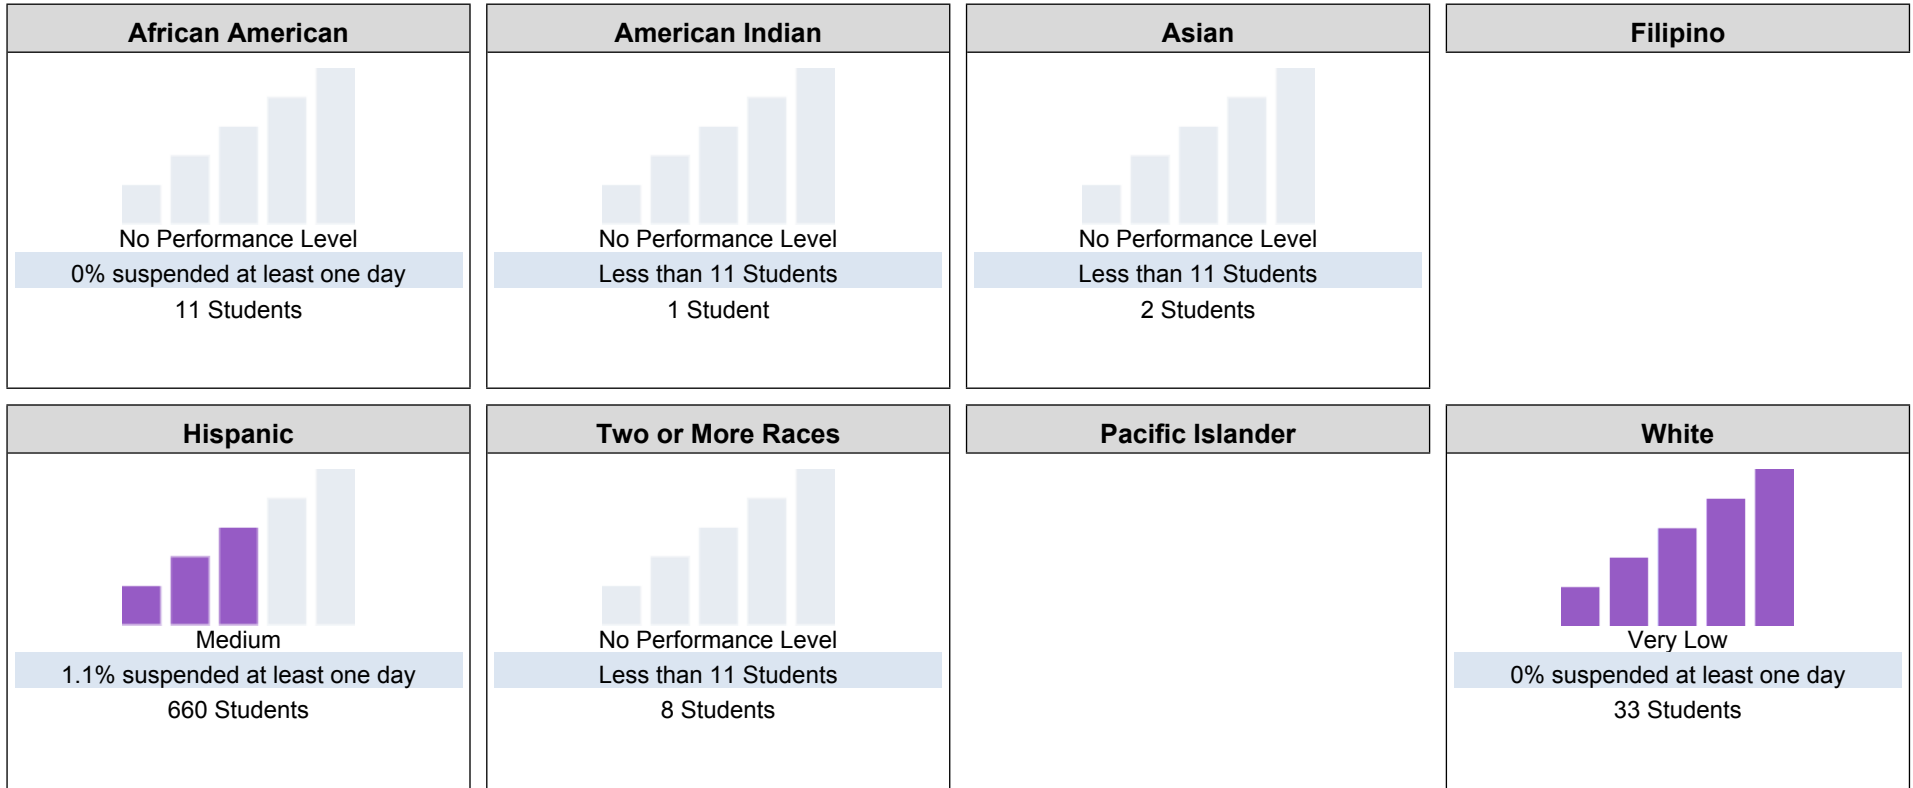 African American
No Performance Level
0% suspended at least one day
11 Students
American Indian
No Performance Level
Less than 11 Students
1 Student
Asian
No Performance Level
Less than 11 Students
2 Students
Filipino
Hispanic
Medium
1.1% suspended at least one day
660 Students
Two or More Races
No Performance Level
Less than 11 Students
8 Students
Pacific Islander
White
Very Low
0% suspended at least one day
33 Students